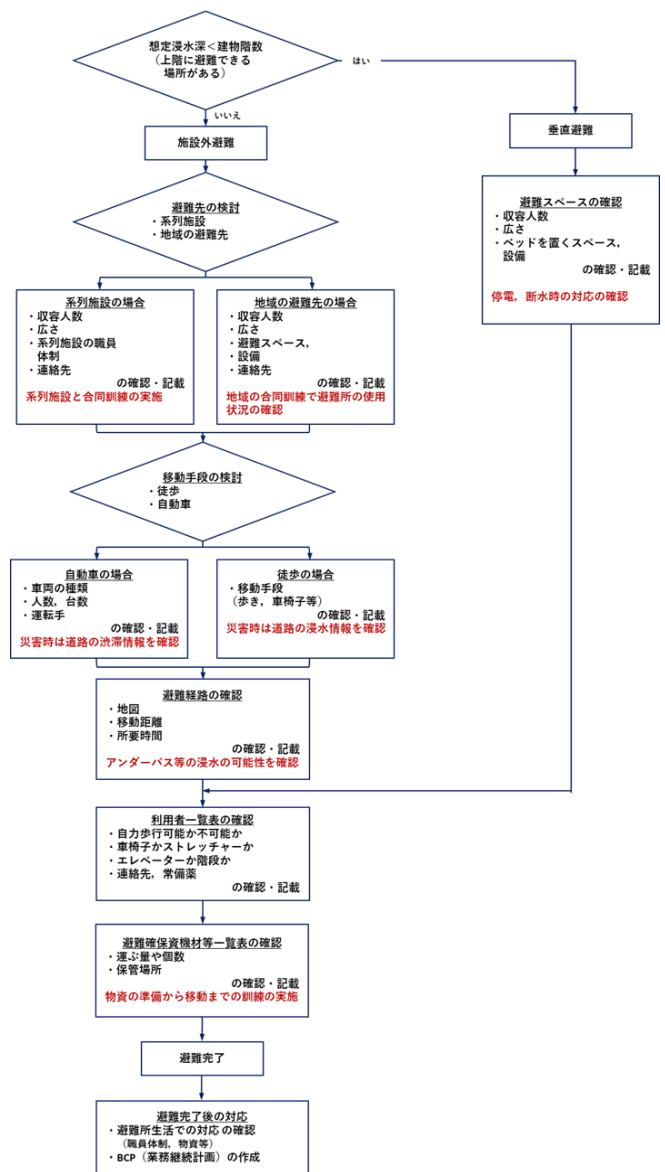 想定浸水深<建物階数
(上階に避難できる
場所がある)
はい
いいえ
施設外避難
垂直避難
避難先の検討
・系列施設
・地域の避難先
避難スペースの確認
・収容人数
・広さ
・ベッドを置くスペース,
設備
の確認・記載
停電,断水時の対応の確認
系列施設の場合
・収容人数
・広さ
・系列施設の職員
体制
・連絡先
の確認・記載
系列施設と合同訓練の実施
地域の避難先の場合
・収容人数
・広さ
・避難スペース,
・設備
・連絡先
の確認・記載
地域の合同訓練で避難所の使用
状況の確認
移動手段の検討
・徒歩
・自動車
自動車の場合
・車両の種類
・人数,台数
・運転手
の確認・記載
災害時は道路の渋滞情報を確認
徒歩の場合
・移動手段
(歩き,車椅子等)
の確認・記載
災害時は道路の浸水情報を確認
避難経路の確認
・地図
・移動距離
・所要時間
の確認・記載
アンダーパス等の浸水の可能性を確認
利用者一覧表の確認
・自力歩行可能か不可能か
・車椅子かストレッチャーか
・エレベーターか階段か
・連絡先,常備薬
の確認・記載
避難確保資機材等一覧表の確認
・運ぶ量や個数
・保管場所
の確認・記載
物資の準備から移動までの訓練の実施
避難完了
避難完了後の対応
・避難所生活での対応の確認
(職員体制,物資等)
・BCP(業務継続計画)の作成